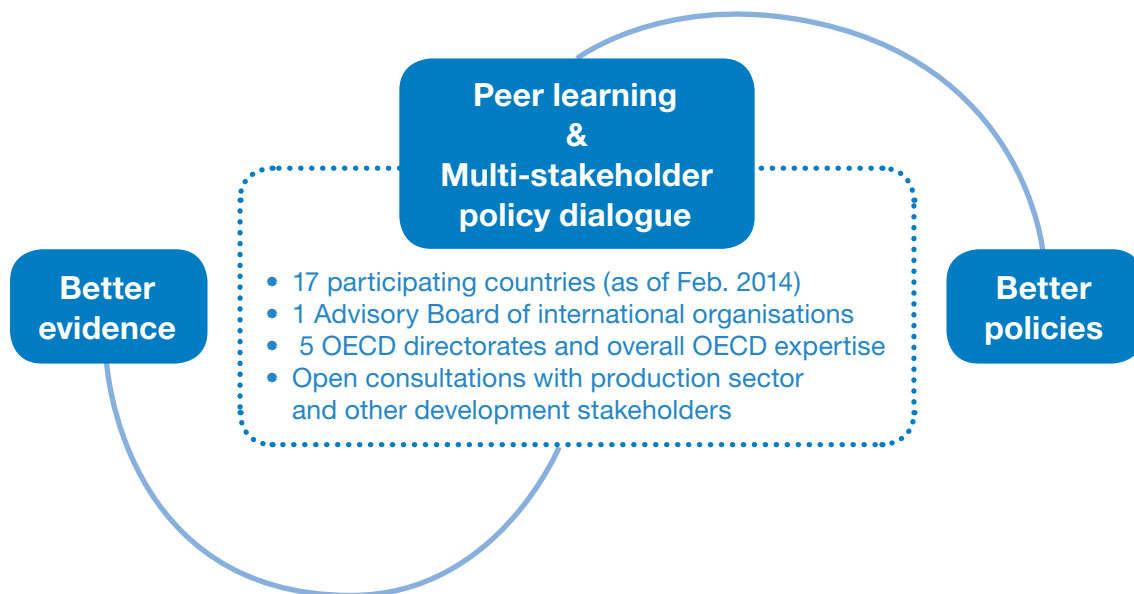 Peer learning
&
Multi-stakeholder
policy dialogue
Better
evidence
• 17 participating countries (as of Feb. 2014)
• 1 Advisory Board of international organisations
• 5 OECD directorates and overall OECD expertise
• Open consultations with production sector
and other development stakeholders
Better
policies